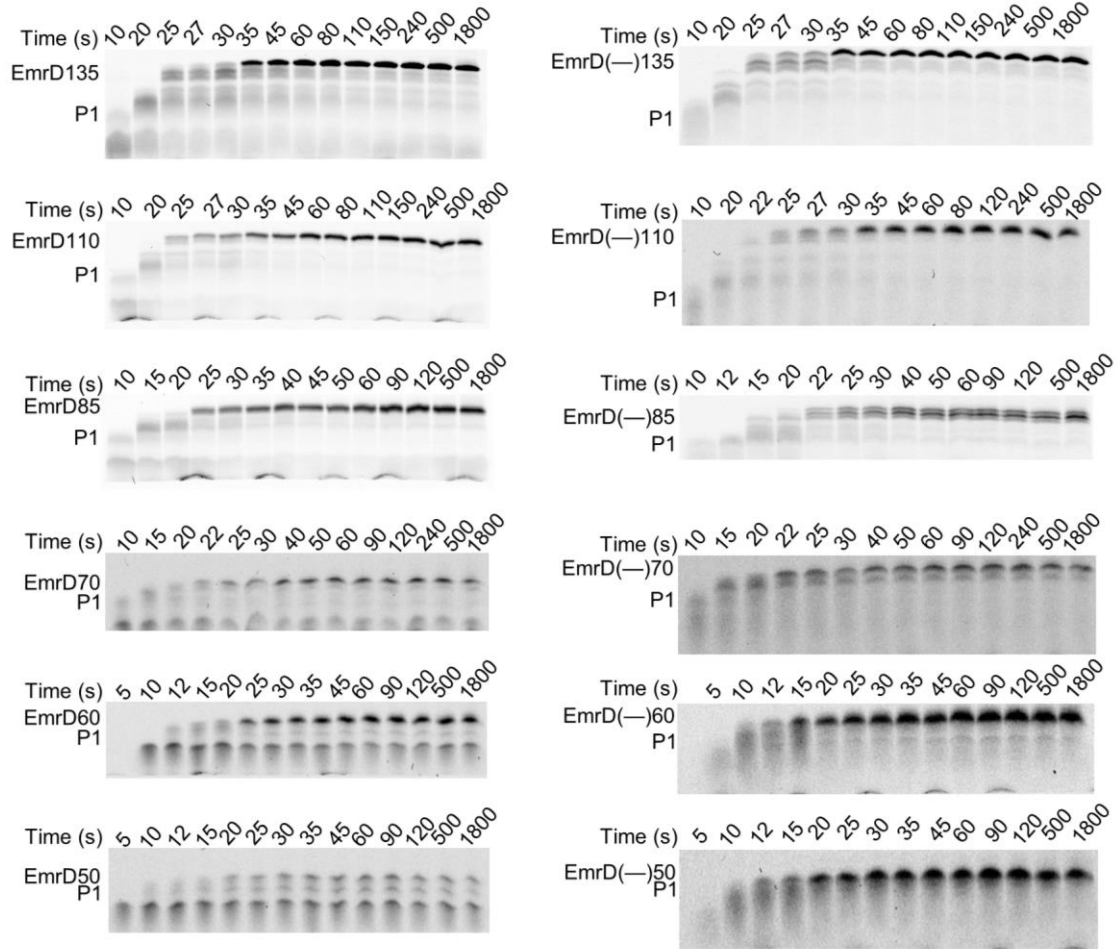 Time (s) 10 20 25 27 30 35 45 60 80 110 150 240 500 1800
EmrD135
P1
Time (s) 10 20 25 27 30 35 45 60 80 110 150 240 500 1800
EmrD(—)135
P1
Time (s) 10 20 25 27 30 35 45 60 80 110 150 240 500 1800
EmrD110
P1
Time (s) 10 20 22 25 27 30 35 45 60 80 120 240 500 1800
EmrD(—)110
P1
Time (s) 10 15 20 25 30 35 40 45 50 60 90 120 500 1800
EmrD85
P1
Time (s) 10 12 15 20 22 25 30 40 50 60 90 120 500 1800
EmrD(—)85
P1
Time (s) 10 15 20 22 25 30 40 50 60 90 120 240 500 1800
EmrD70
P1
Time (s) 10 15 20 22 25 30 40 50 60 90 120 240 500 1800
EmrD(—)70
P1
Time (s) 5 10 12 15 20 25 30 35 45 60 90 120 500 1800
EmrD60
P1
Time (s) 5 10 12 15 20 25 30 35 45 60 90 120 500 1800
EmrD(—)60
P1
Time (s) 5 10 12 15 20 25 30 35 45 60 90 120 500 1800
EmrD50
P1
Time (s) 5 10 12 15 20 25 30 35 45 60 90 120 500 1800
EmrD(—)50
P1